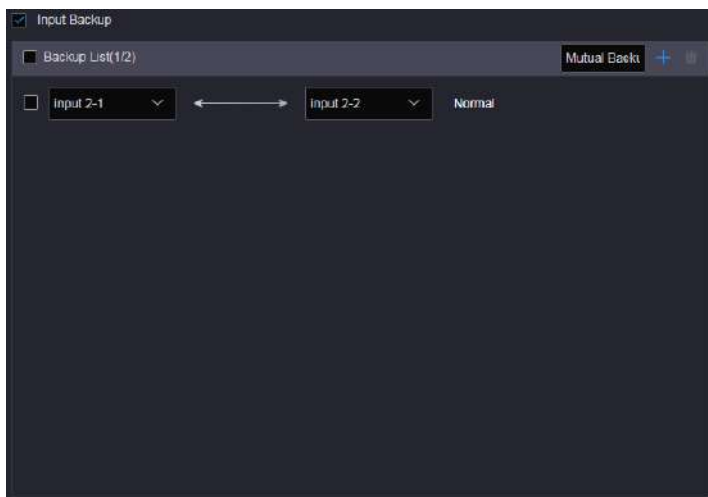 Input Backup
Backup List(1/2) Mutual Backu
input 2-1 input 2-2 Normal